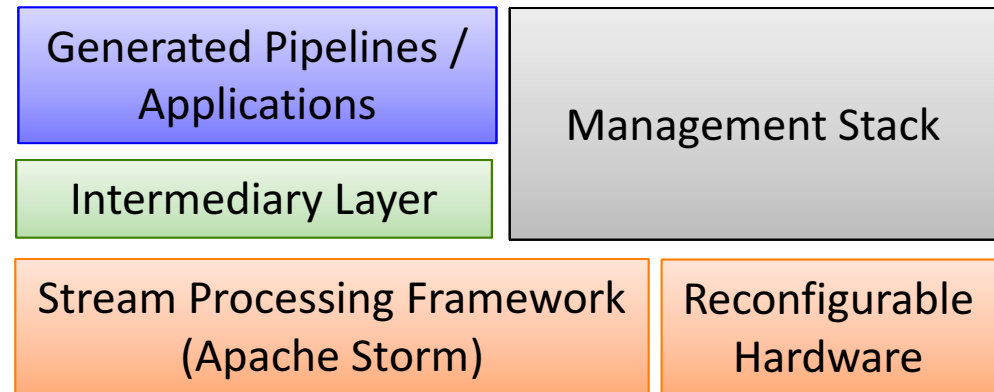 Generated Pipelines /
Applications
Management Stack
Intermediary Layer
Stream Processing Framework
(Apache Storm)
Reconfigurable
Hardware